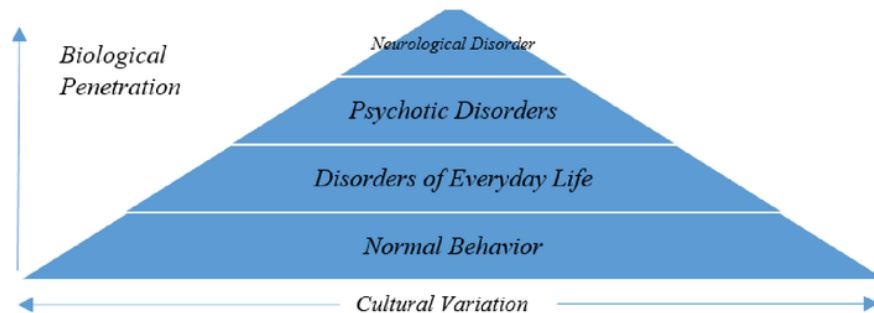 Neurological Disorder
Biological
Penetration
Psychotic Disorders
Disorders of Everyday Life
Normal Behavior
Cultural Variation